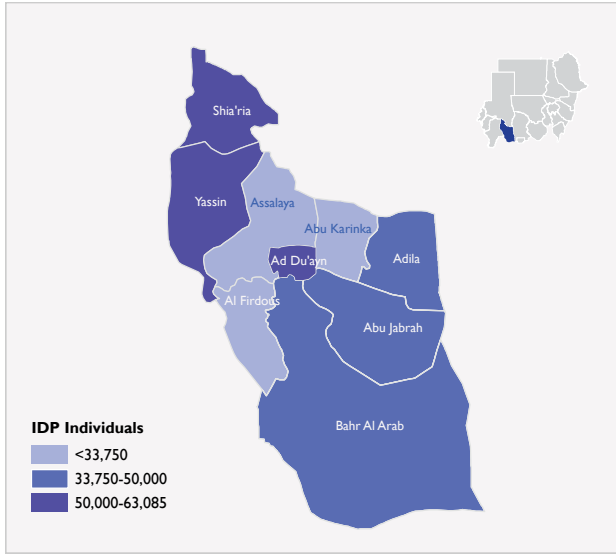 Shia'ria
Yassin
Assalaya
Abu Karinka
Ad Du'ayn
Adila
Al Firdous
Abu Jabrah
Bahr Al Arab
IDP Individuals
<33,750
33,750-50,000
50,000-63,085